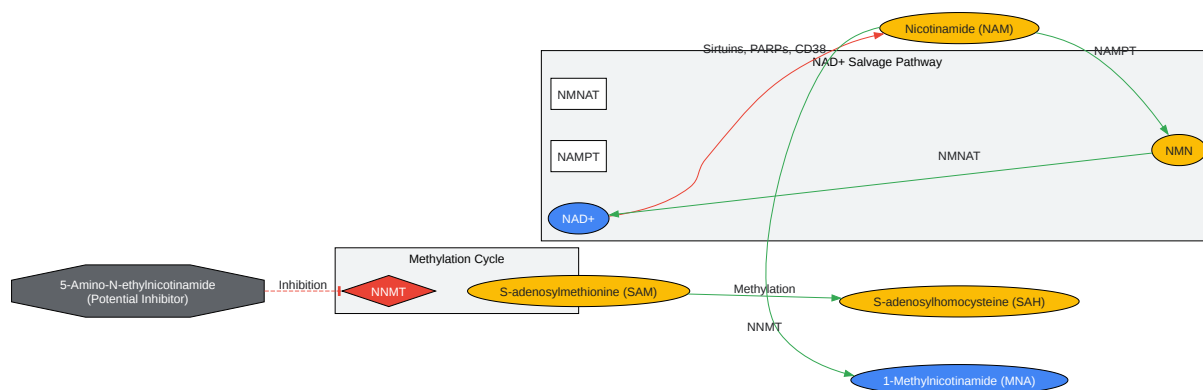 Nicotinamide (NAM)
Sirtuins, PARPs, CD38
NAMPT
NAD+ Salvage Pathway
NMNAT
NMN
NAMPT
NMNAT
NAD+
Methylation Cycle
5-Amino-N-ethylnicotinamide
(Potential Inhibitor)
Inhibition
NNMT
S-adenosylmethionine (SAM)
Methylation
S-adenosylhomocysteine (SAH)
NNMT
1-Methylnicotinamide (MNA)